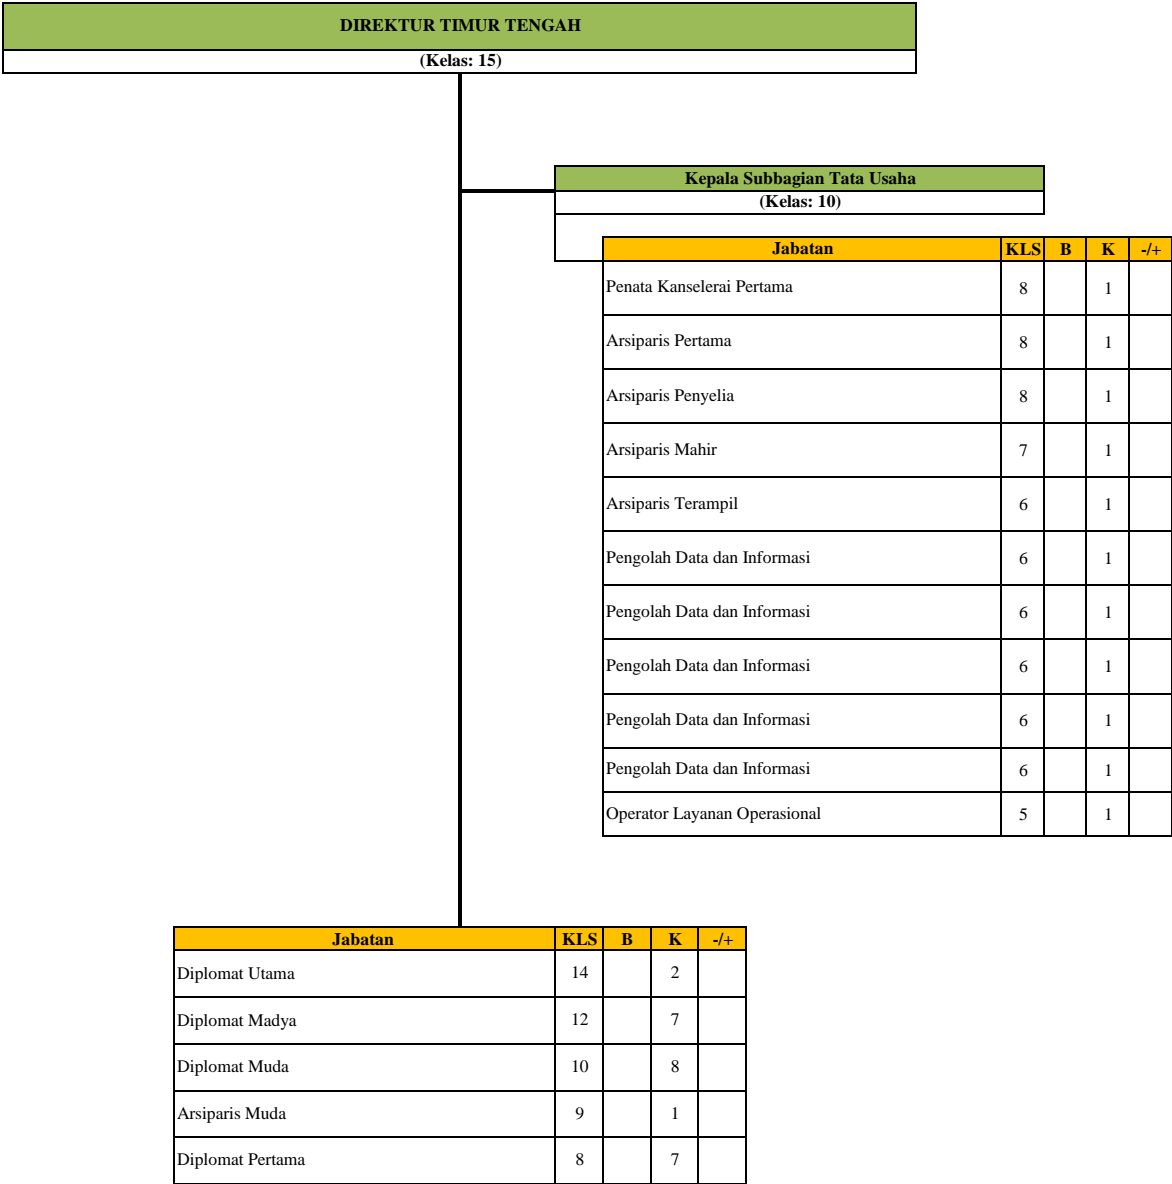 DIREKTUR TIMUR TENGAH
(Kelas: 15)
Kepala Subbagian Tata Usaha
(Kelas: 10)
Jabatan KLS B K -/+
Penata Kanselerai Pertama 8 1
Arsiparis Pertama 8 1
Arsiparis Penyelia 8 1
Arsiparis Mahir 7 1
Arsiparis Terampil 6 1
Pengolah Data dan Informasi 6 1
Pengolah Data dan Informasi 6 1
Pengolah Data dan Informasi 6 1
Pengolah Data dan Informasi 6 1
Pengolah Data dan Informasi 6 1
Operator Layanan Operasional 5 1
Jabatan KLS B K -/+
Diplomat Utama 14 2
Diplomat Madya 12 7
Diplomat Muda 10 8
Arsiparis Muda 9 1
Diplomat Pertama 8 7